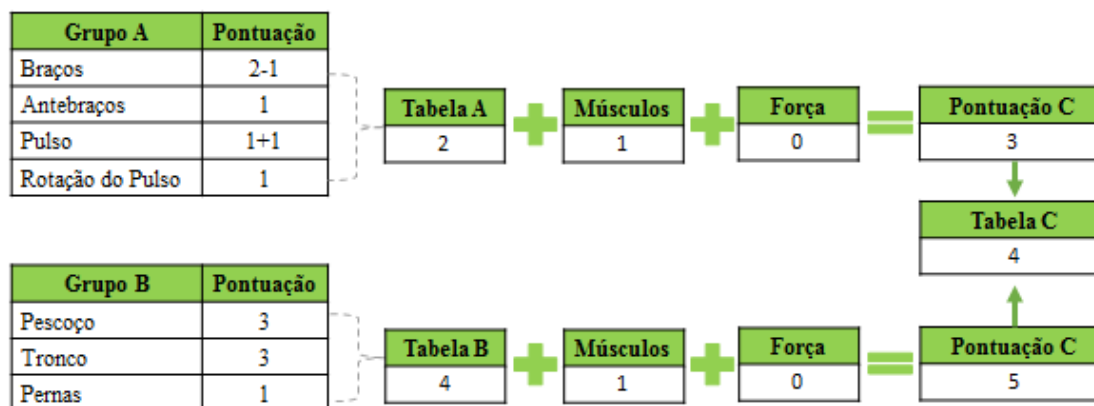 Grupo A Pontuação
Braços 2-1
Antebraços 1
Pulso 1+1
Rotação do Pulso 1
Tabela A Músculos Força Pontuação C
2 1 0 3
Tabela C
4
Grupo B Pontuação
Pescoço 3
Tronco 3
Pernas 1
Tabela B Músculos Força Pontuação C
4 1 0 5